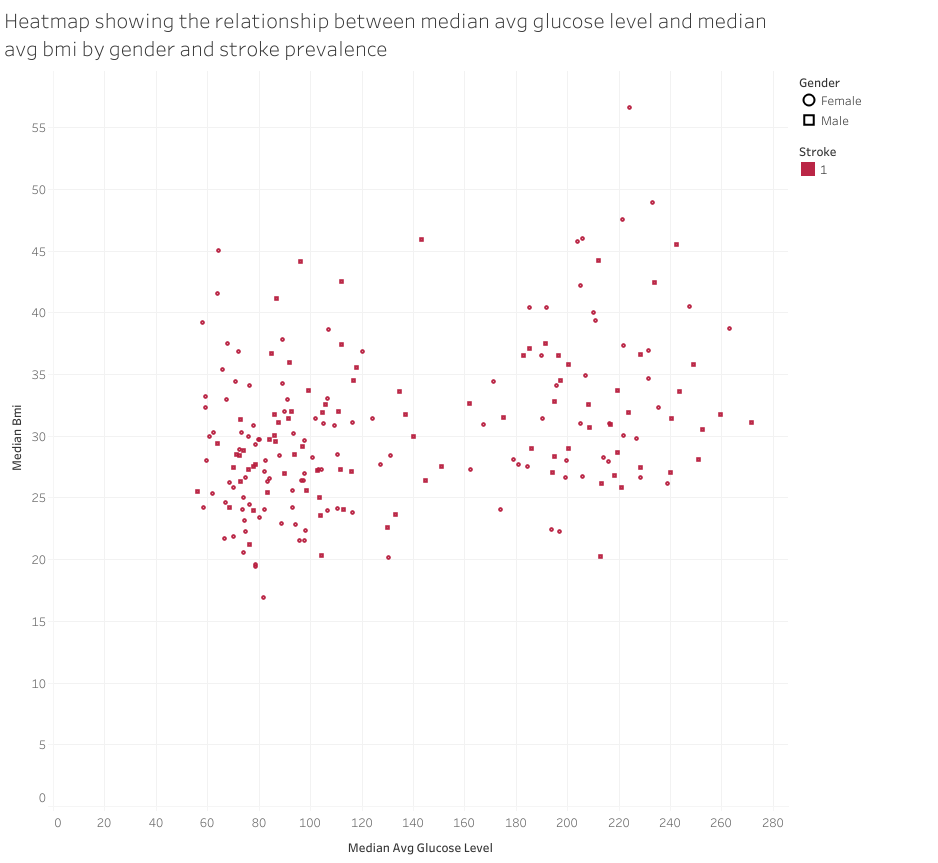 Heatmap showing the relationship between median avg glucose level and median
avg bmi by gender and stroke prevalence
Gender
Female
Male
Stroke
1
55
50
45
40
35
30
25
20
15
10
5
0
Median Bmi
0 20 40 60 80 100 120 140 160 180 200 220 240 260 280
Median Avg Glucose Level